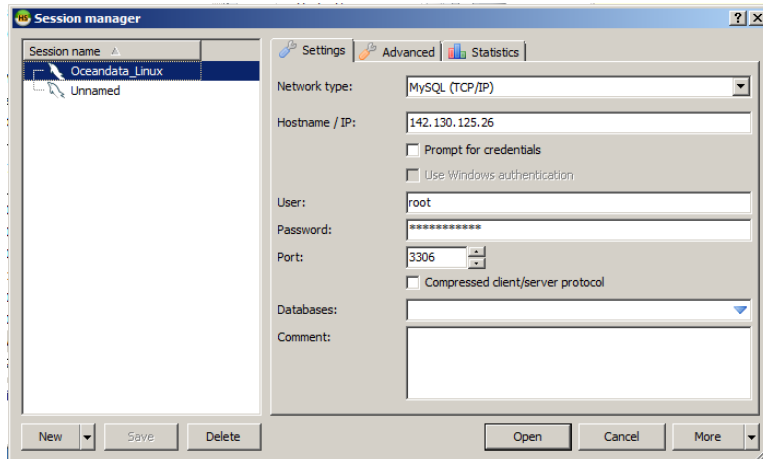 HS Session manager
Session name
Oceandata_Linux
Unnamed
Settings Advanced Statistics
Network type: MySQL (TCP/IP)
Hostname / IP: 142.130.125.26
Prompt for credentials
Use Windows authentication
User: root
Password: ***********
Port: 3306
Compressed client/server protocol
Databases:
Comment:
New Save Delete Open Cancel More